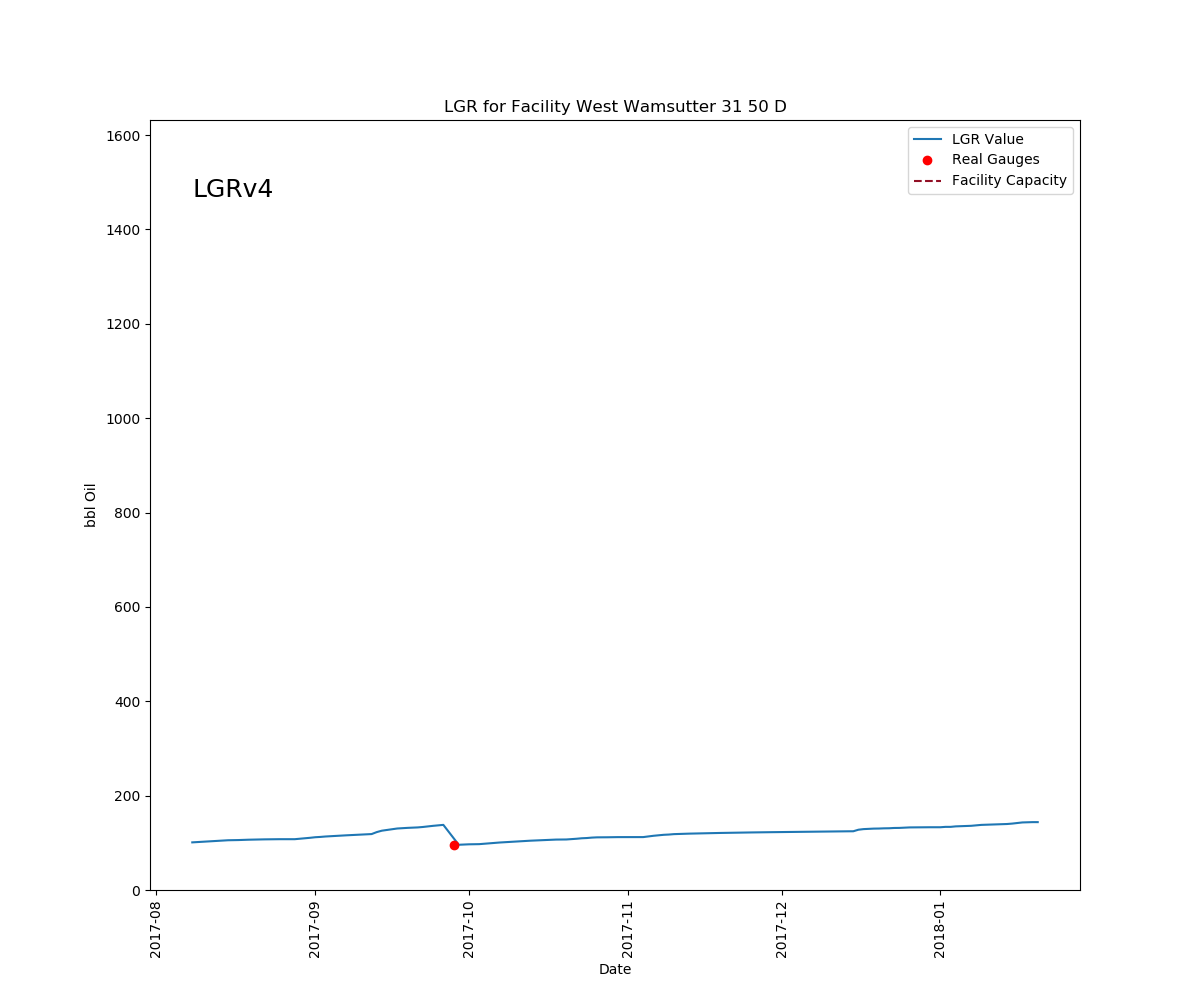 LGR for Facility West Wamsutter 31 50 D
LGRv4
LGR Value
Real Gauges
Facility Capacity
1600
1400
1200
1000
800
600
400
200
0
bbl Oil
2017-08
2017-09
2017-10
2017-11
2017-12
2018-01
Date